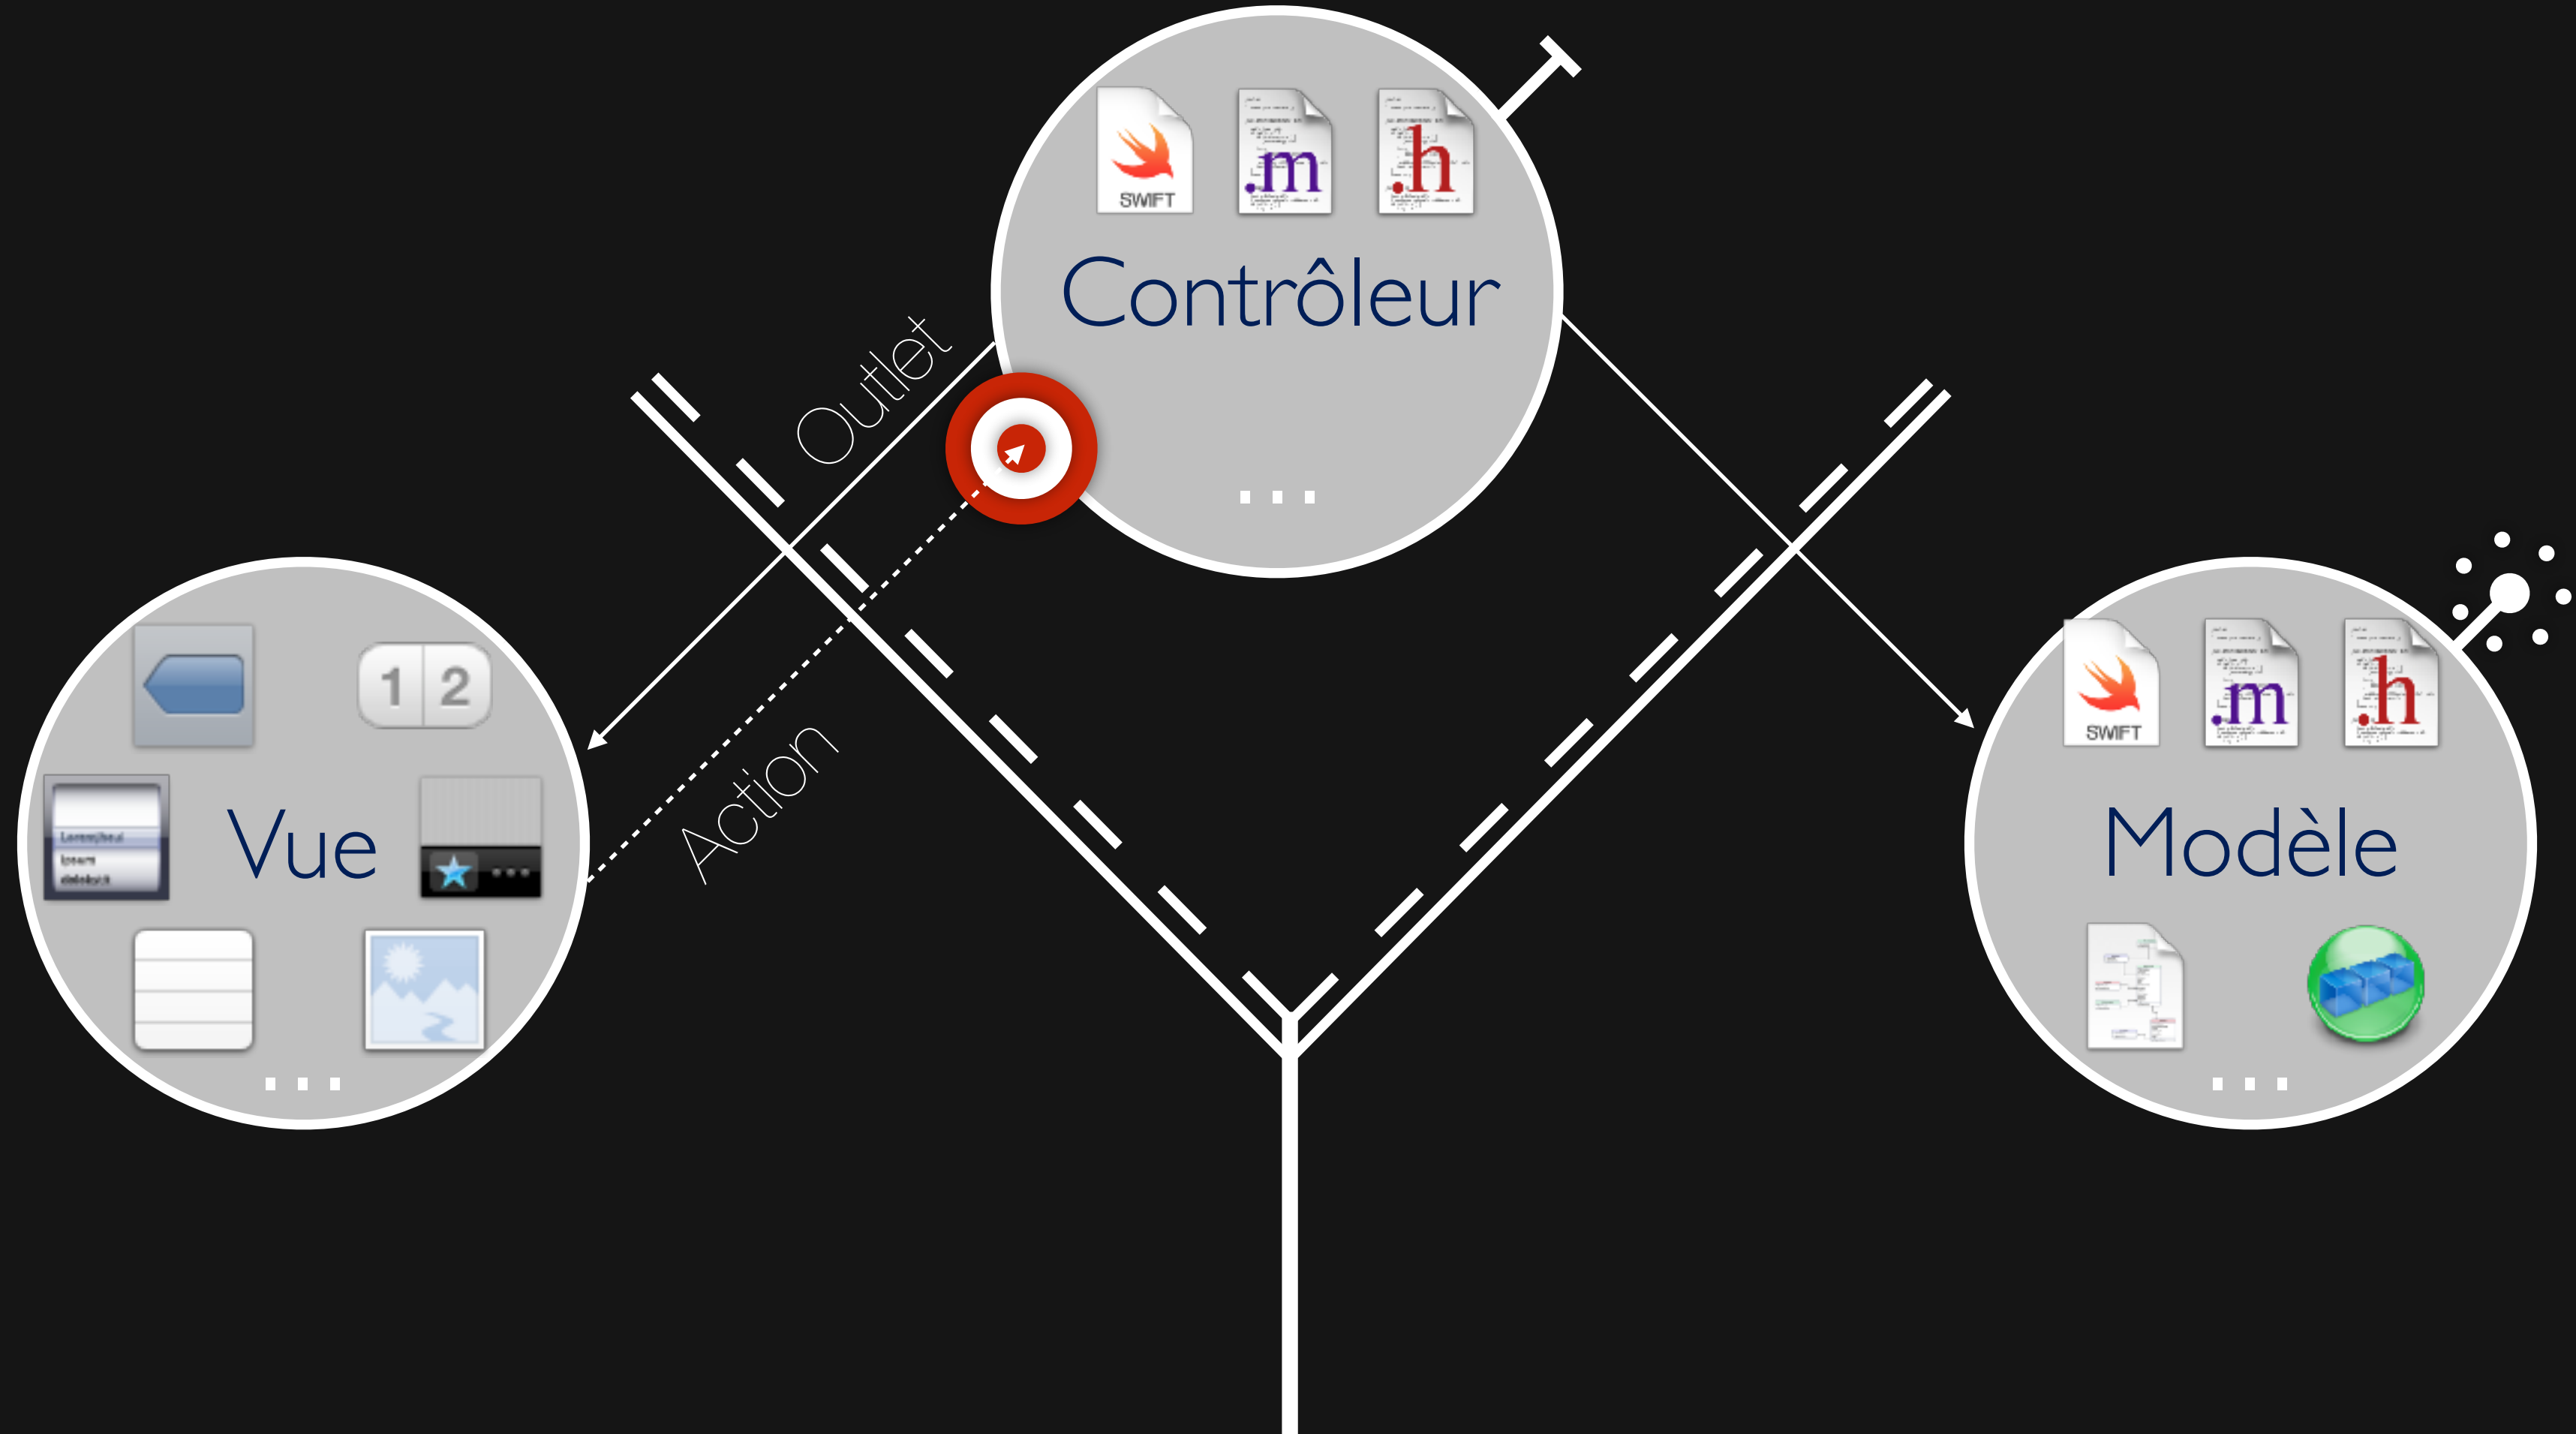 SWIFT
.m
.h
Contrôleur
...
Outlet
Action
1 2
Vue
...
SWIFT
.m
.h
Modèle
...